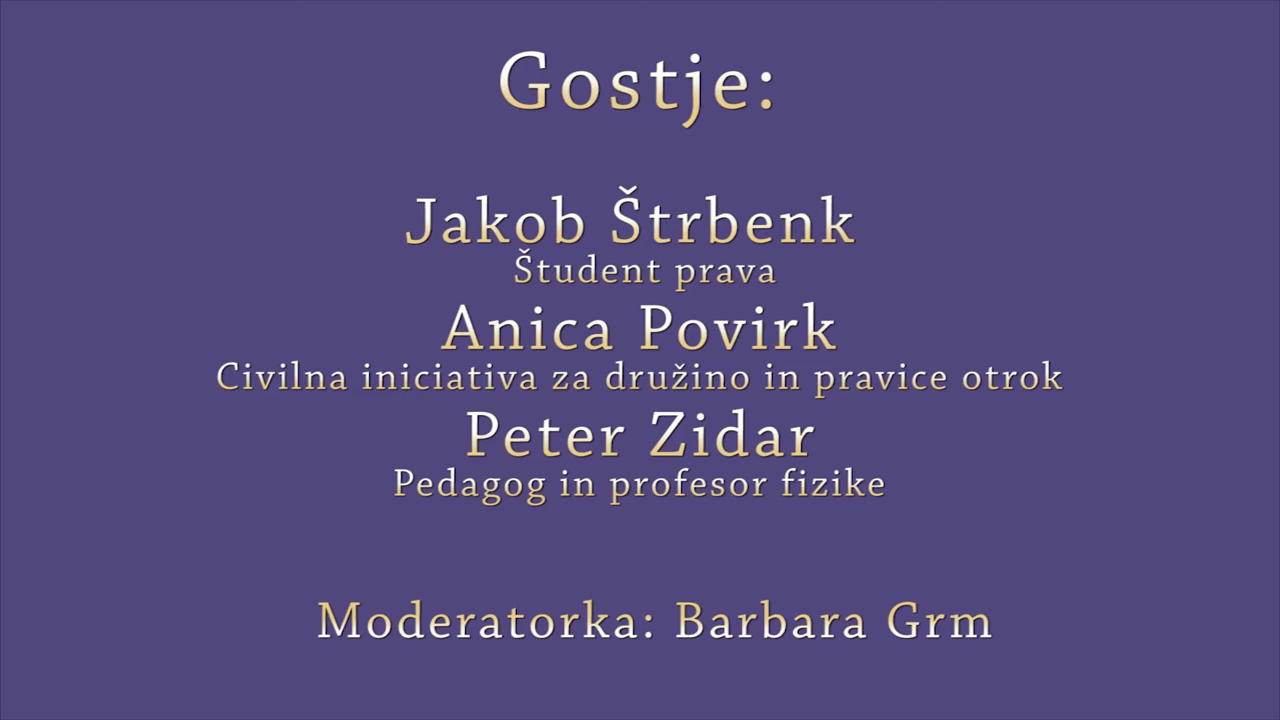 Gostje:
Jakob Štrbenk
Študent prava
Anica Povirk
Civilna iniciativa za družino in pravice otrok
Peter Zidar
Pedagog in profesor fizike
Moderatorka: Barbara Grm